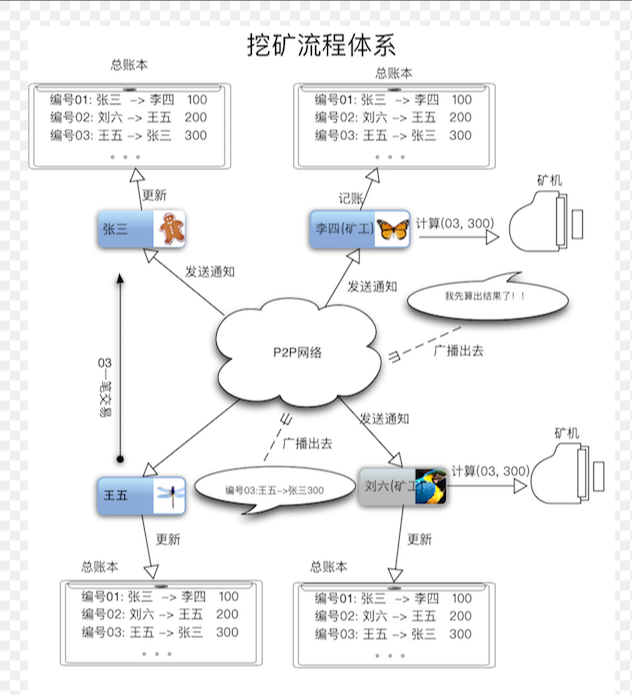 挖矿流程体系
总账本
总账本
编号01: 张三 -> 李四 100
编号02: 刘六 -> 王五 200
编号03: 王五 -> 张三 300
编号01: 张三 -> 李四 100
编号02: 刘六 -> 王五 200
编号03: 王五 -> 张三 300
更新
记账
矿机
张三
李四(矿工)
计算(03, 300)
发送通知
发送通知
我先算出结果了！！
P2P网络
广播出去
03一笔交易
发送通知
广播出去
矿机
王五
编号03:王五->张三300
刘六(矿工)
计算(03, 300)
更新
更新
总账本
总账本
编号01: 张三 -> 李四 100
编号02: 刘六 -> 王五 200
编号03: 王五 -> 张三 300
编号01: 张三 -> 李四 100
编号02: 刘六 -> 王五 200
编号03: 王五 -> 张三 300